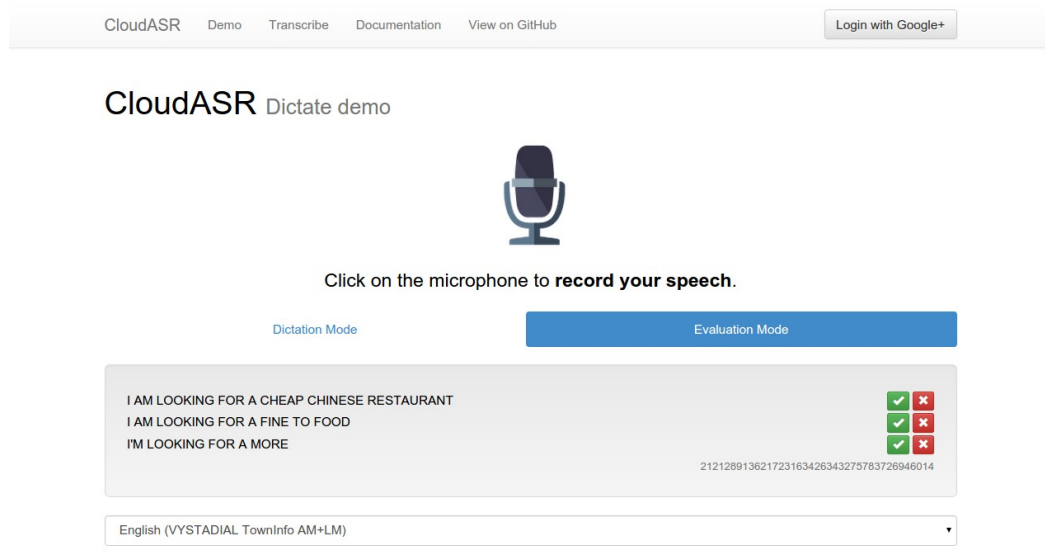 CloudASR Demo Transcribe Documentation View on GitHub Login with Google+
CloudASR Dictate demo
Click on the microphone to record your speech.
Dictation Mode Evaluation Mode
I AM LOOKING FOR A CHEAP CHINESE RESTAURANT
I AM LOOKING FOR A FINE TO FOOD
I'M LOOKING FOR A MORE
212128913621723163426343275783726946014
English (VYSTADIAL TownInfo AM+LM)